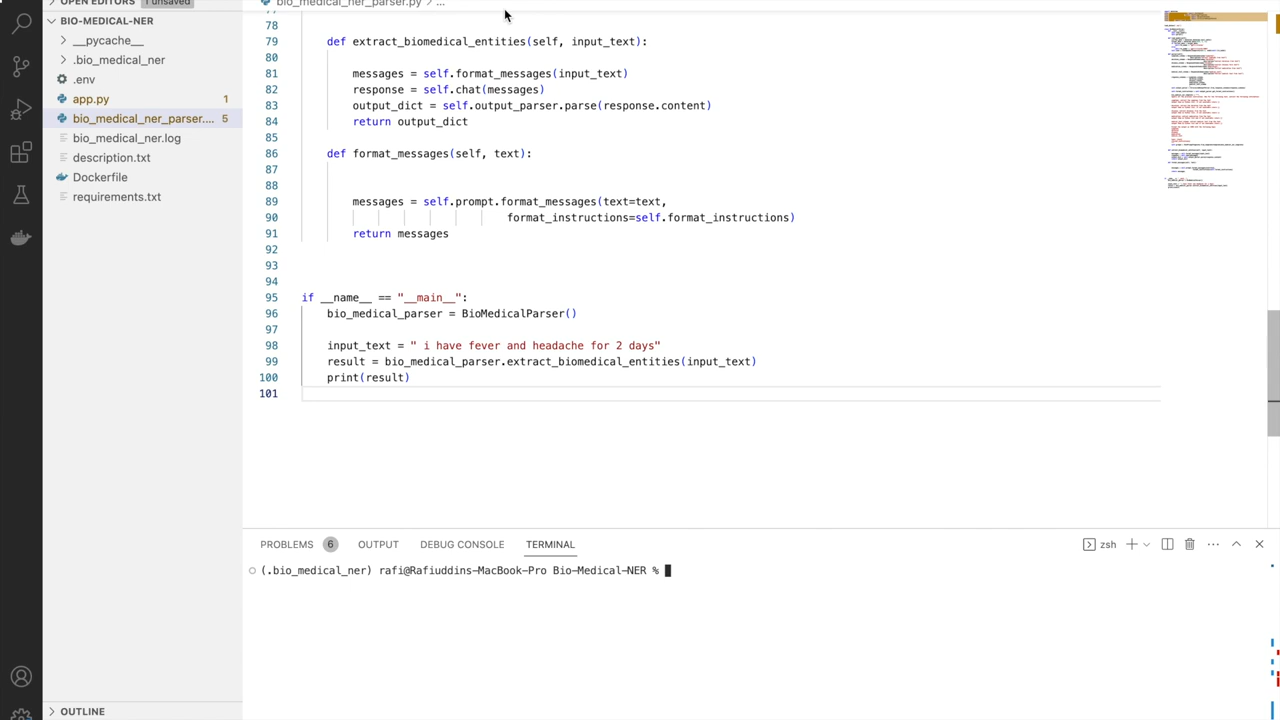 OPEN EDITORS 1 unsaved
BIO-MEDICAL-NER
__pycache__
.bio_medical_ner
.env
app.py 1
bio_medical_ner_parser.... 5
bio_medical_ner.log
description.txt
Dockerfile
requirements.txt
OUTLINE
bio_medical_ner_parser.py > ...
78
79 def extract_biomedical_entities(self, input_text):
80
81 messages = self.format_messages(input_text)
82 response = self.chat(messages)
83 output_dict = self.output_parser.parse(response.content)
84 return output_dict
85
86 def format_messages(self, text):
87
88
89 messages = self.prompt.format_messages(text=text,
90 format_instructions=self.format_instructions)
91 return messages
92
93
94
95 if __name__ == "__main__":
96 bio_medical_parser = BioMedicalParser()
97
98 input_text = " i have fever and headache for 2 days"
99 result = bio_medical_parser.extract_biomedical_entities(input_text)
100 print(result)
101
PROBLEMS 6 OUTPUT DEBUG CONSOLE TERMINAL zsh
(.bio_medical_ner) rafi@Rafiuddins-MacBook-Pro Bio-Medical-NER %